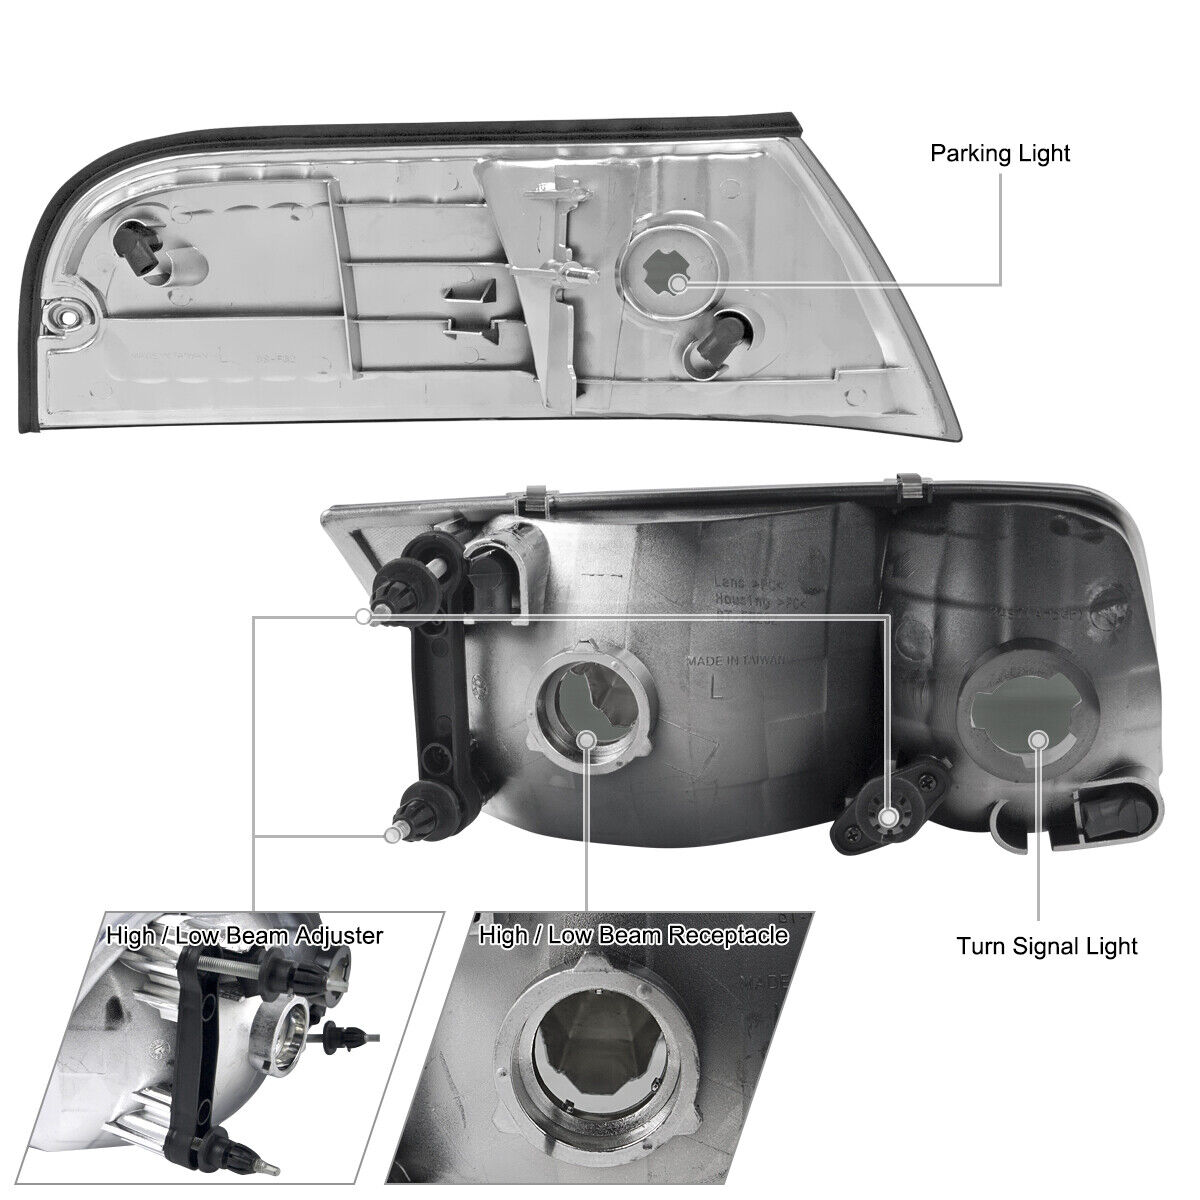 Parking Light
MADE IN TAIWAN L
Lens >PC<
Housing >PC<
MADE IN TAIWAN
L
High / Low Beam Adjuster
High / Low Beam Receptacle
MADE
Turn Signal Light